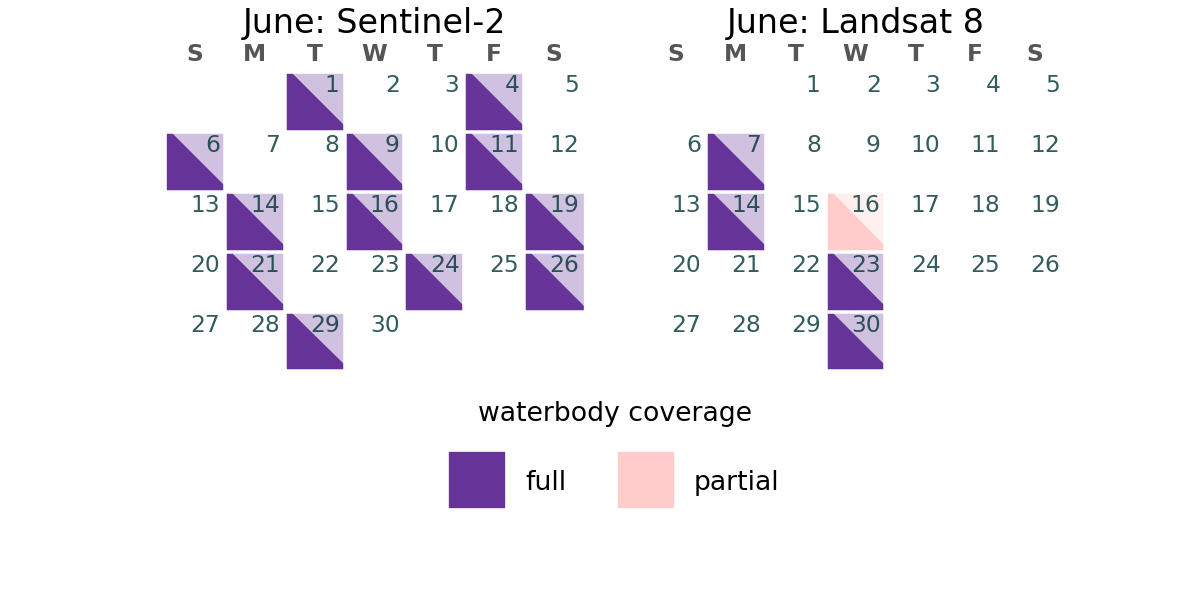 June: Sentinel-2
S M T W T F S
1 2 3 4 5
6 7 8 9 10 11 12
13 14 15 16 17 18 19
20 21 22 23 24 25 26
27 28 29 30
June: Landsat 8
S M T W T F S
1 2 3 4 5
6 7 8 9 10 11 12
13 14 15 16 17 18 19
20 21 22 23 24 25 26
27 28 29 30
waterbody coverage
full
partial